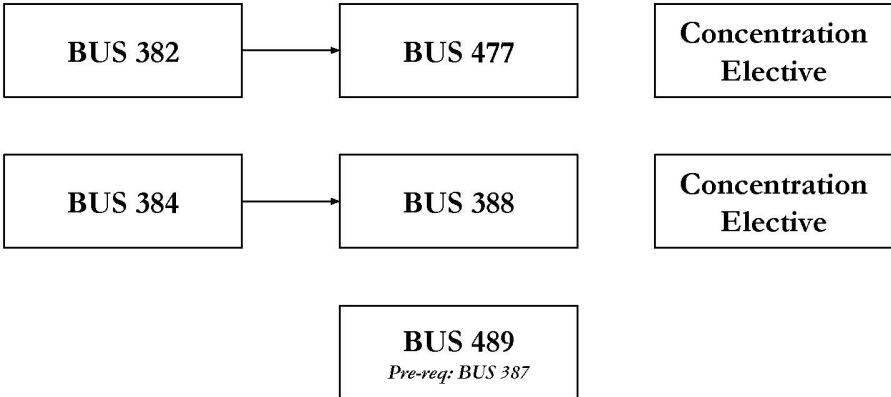 BUS 382
BUS 477
Concentration
Elective
BUS 384
BUS 388
Concentration
Elective
BUS 489
Pre-req: BUS 387